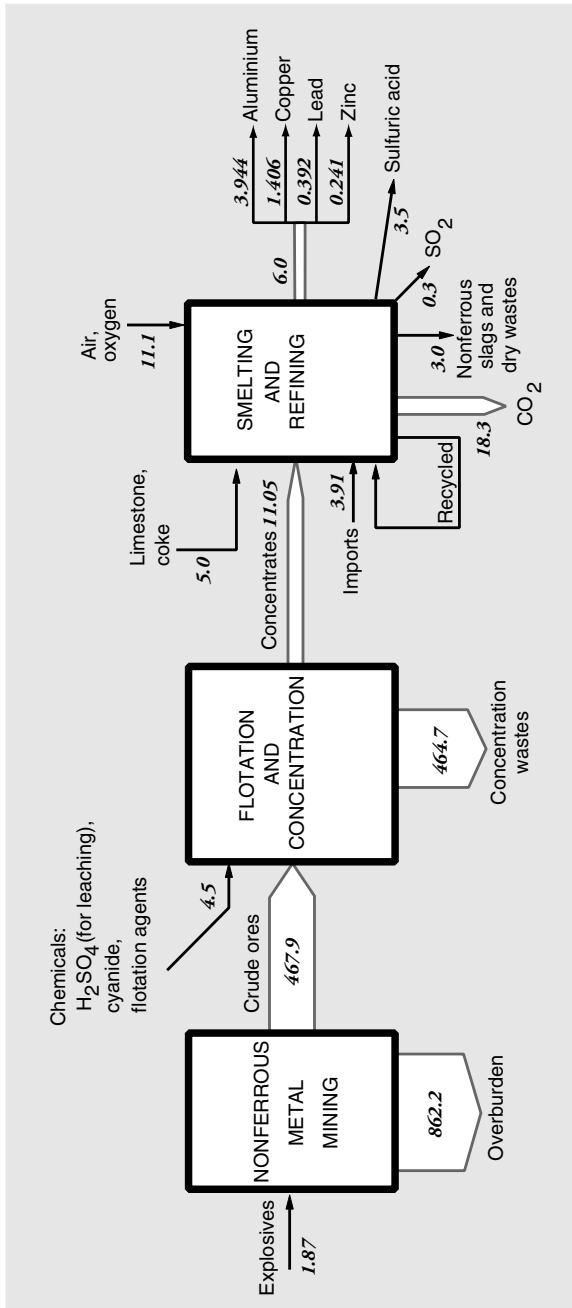 Explosives
1.87
NONFERROUS
METAL
MINING
862.2
Overburden
Crude ores
467.9
Chemicals:
H2SO4 (for leaching),
cyanide,
flotation agents
4.5
FLOTATION
AND
CONCENTRATION
464.7
Concentration
wastes
Concentrates 11.05
Limestone,
coke
5.0
Imports
3.91
Air,
oxygen
11.1
SMELTING
AND
REFINING
Recycled
18.3
CO2
3.0
Nonferrous
slags and
dry wastes
0.3
SO2
3.5
Sulfuric acid
6.0
3.944
Aluminium
1.406
Copper
0.392
Lead
0.241
Zinc